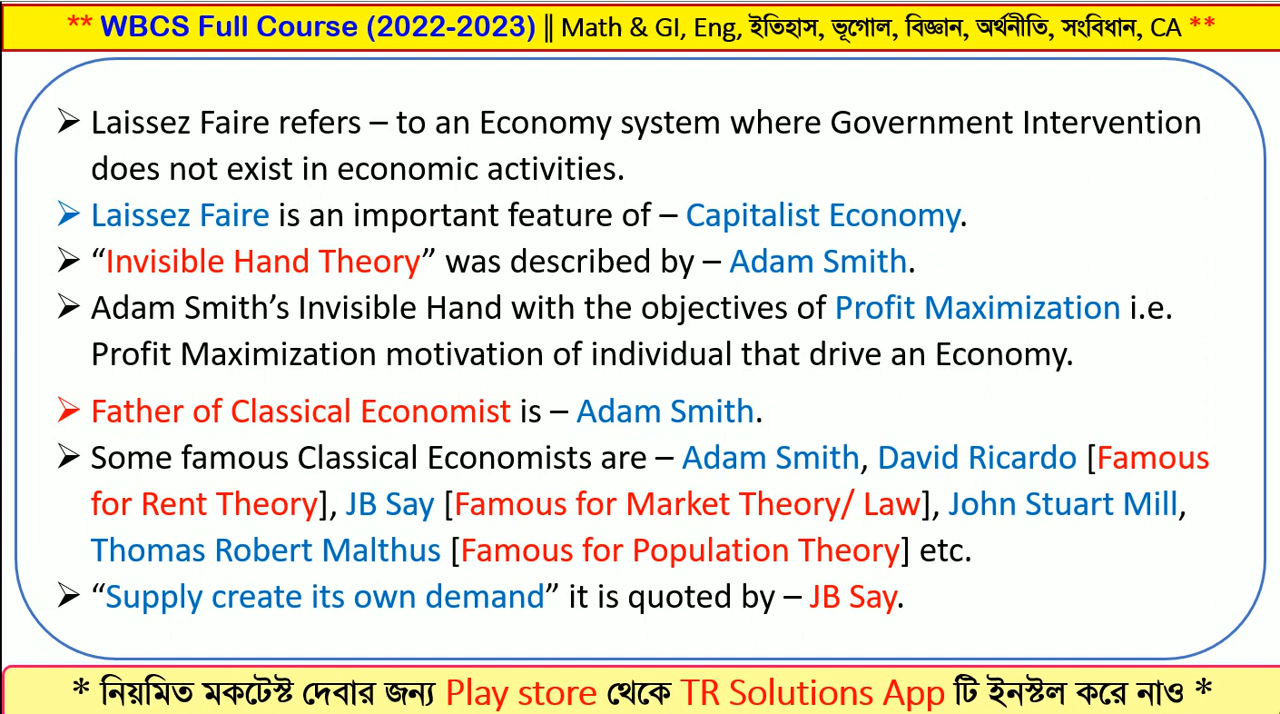 ** WBCS Full Course (2022-2023) || Math & GI, Eng, ইতিহাস, ভূগোল, বিজ্ঞান, অর্থনীতি, সংবিধান, CA **
➢ Laissez Faire refers – to an Economy system where Government Intervention
does not exist in economic activities.
➢ Laissez Faire is an important feature of – Capitalist Economy.
➢ “Invisible Hand Theory” was described by – Adam Smith.
➢ Adam Smith’s Invisible Hand with the objectives of Profit Maximization i.e.
Profit Maximization motivation of individual that drive an Economy.
➢ Father of Classical Economist is – Adam Smith.
➢ Some famous Classical Economists are – Adam Smith, David Ricardo [Famous
for Rent Theory], JB Say [Famous for Market Theory/ Law], John Stuart Mill,
Thomas Robert Malthus [Famous for Population Theory] etc.
➢ “Supply create its own demand” it is quoted by – JB Say.
* নিয়মিত মকটেস্ট দেবার জন্য Play store থেকে TR Solutions App টি ইনস্টল করে নাও *